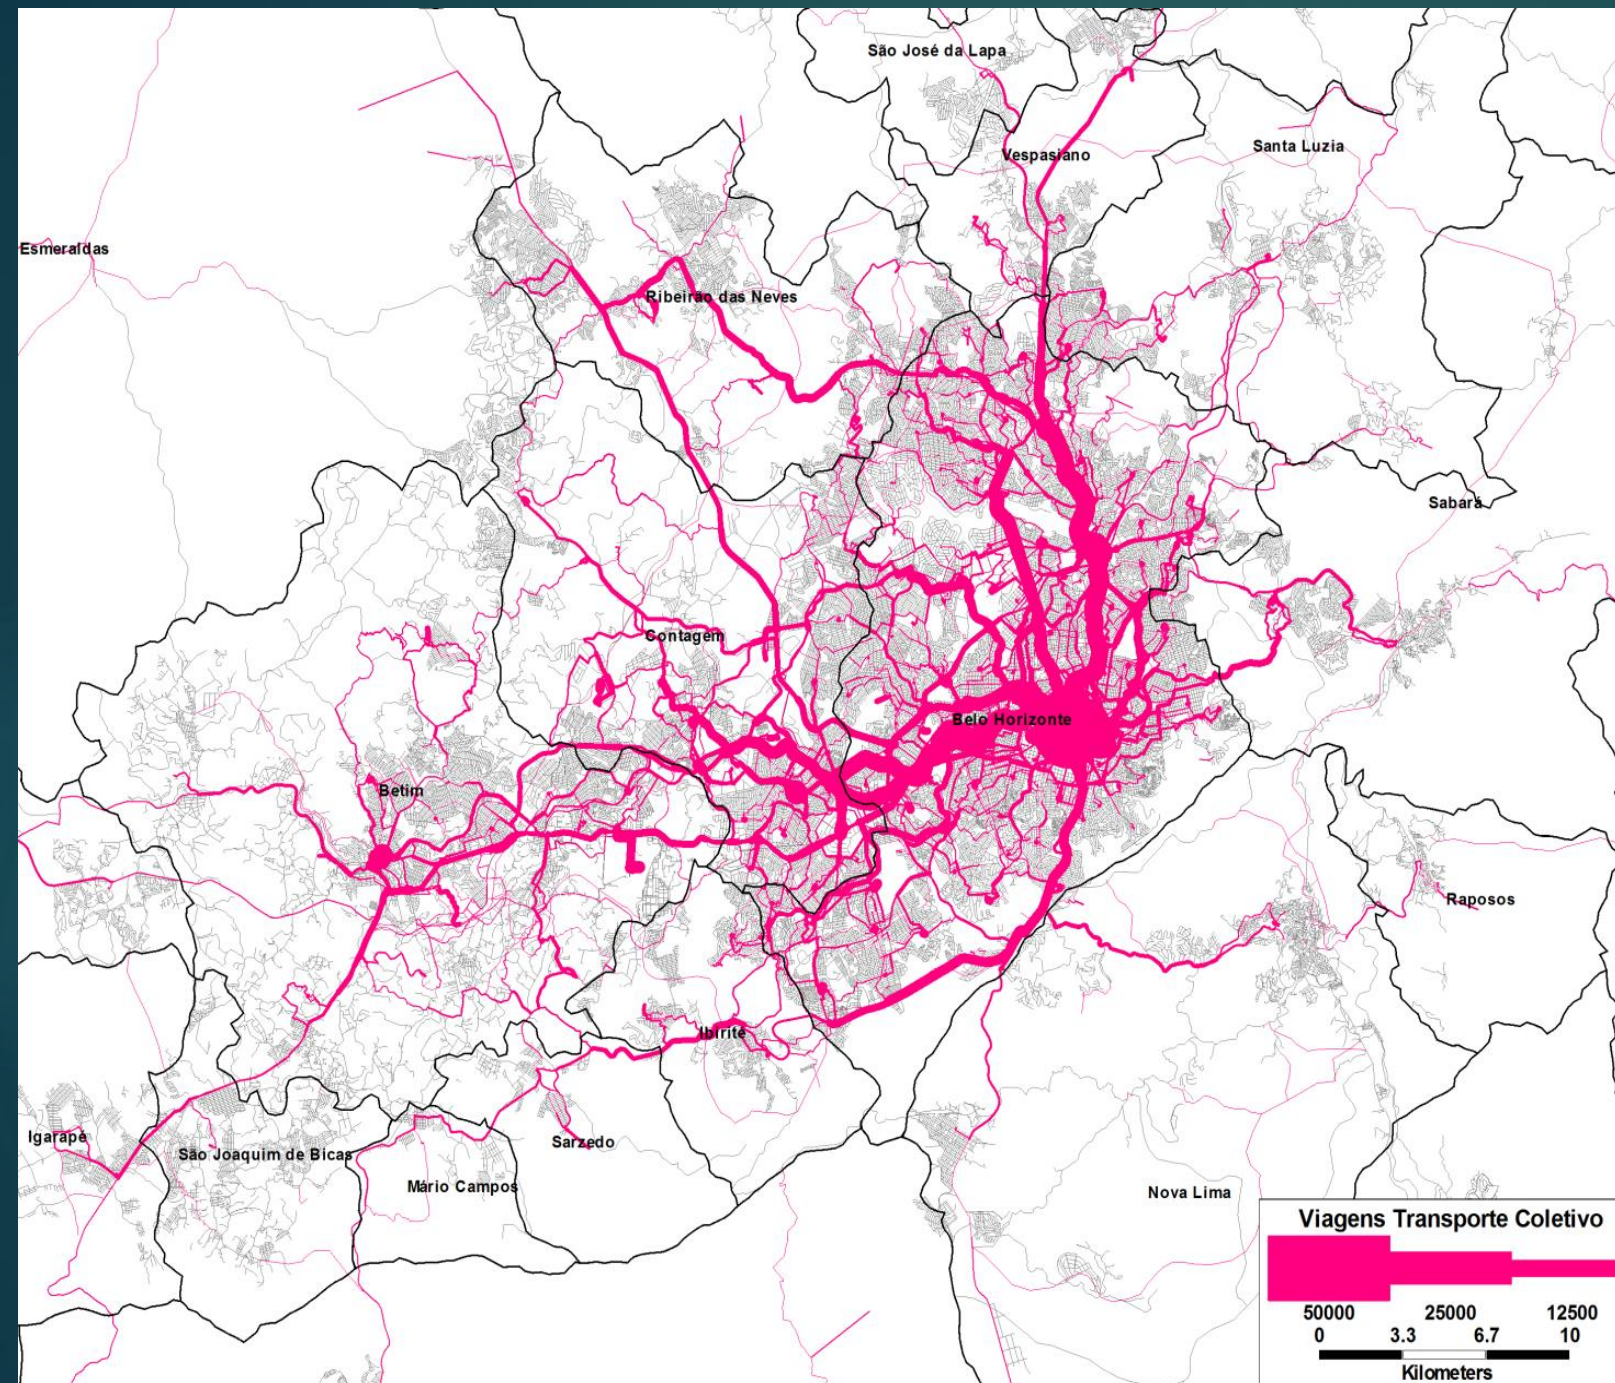 São José da Lapa
Vespasiano
Santa Luzia
Esmeraldas
Ribeirão das Neves
Sabará
Contagem
Belo Horizonte
Betim
Raposos
Ibirité
Igarapé
São Joaquim de Bicas
Sarzedo
Mário Campos
Nova Lima
Viagens Transporte Coletivo
50000 25000 12500
0 3.3 6.7 10
Kilometers